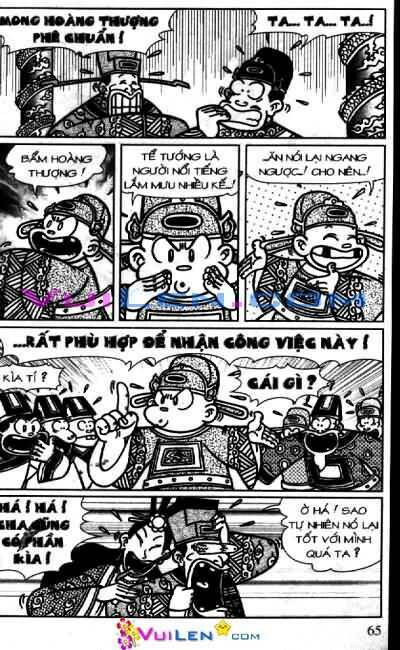 MONG HOÀNG THƯỢNG
PHÊ CHUẨN !
TA... TA... TA...!
BẨM HOÀNG
THƯỢNG !
TỂ TƯỚNG LÀ
NGƯỜI NỔI TIẾNG
LẮM MƯU NHIỀU KẾ...!
...ĂN NÓI LẠI NGANG
NGƯỢC...! CHO NÊN...!
VUILEN.COM
...RẤT PHÙ HỢP ĐỂ NHẬN CÔNG VIỆC NÀY !
KÌA TÍ ?
CÁI GÌ ?
HÁ ! HÁ !
CHA CŨNG
CÓ PHẦN
KÌA !
Ờ HÁ ! SAO
TỰ NHIÊN NÓ LẠI
TỐT VỚI MÌNH
QUÁ TA ?
65
VUILEN.COM